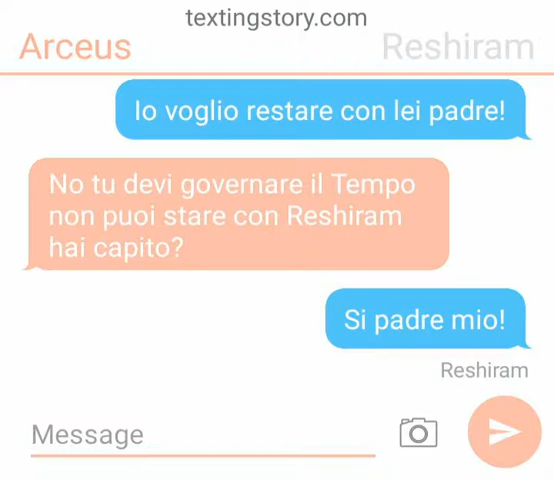 textingstory.com
Arceus
Reshiram
Io voglio restare con lei padre!
No tu devi governare il Tempo
non puoi stare con Reshiram
hai capito?
Si padre mio!
Reshiram
Message